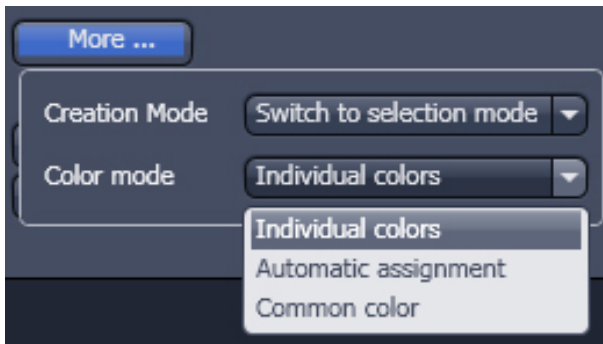 More ...
Creation Mode Switch to selection mode
Color mode Individual colors
Individual colors
Automatic assignment
Common color